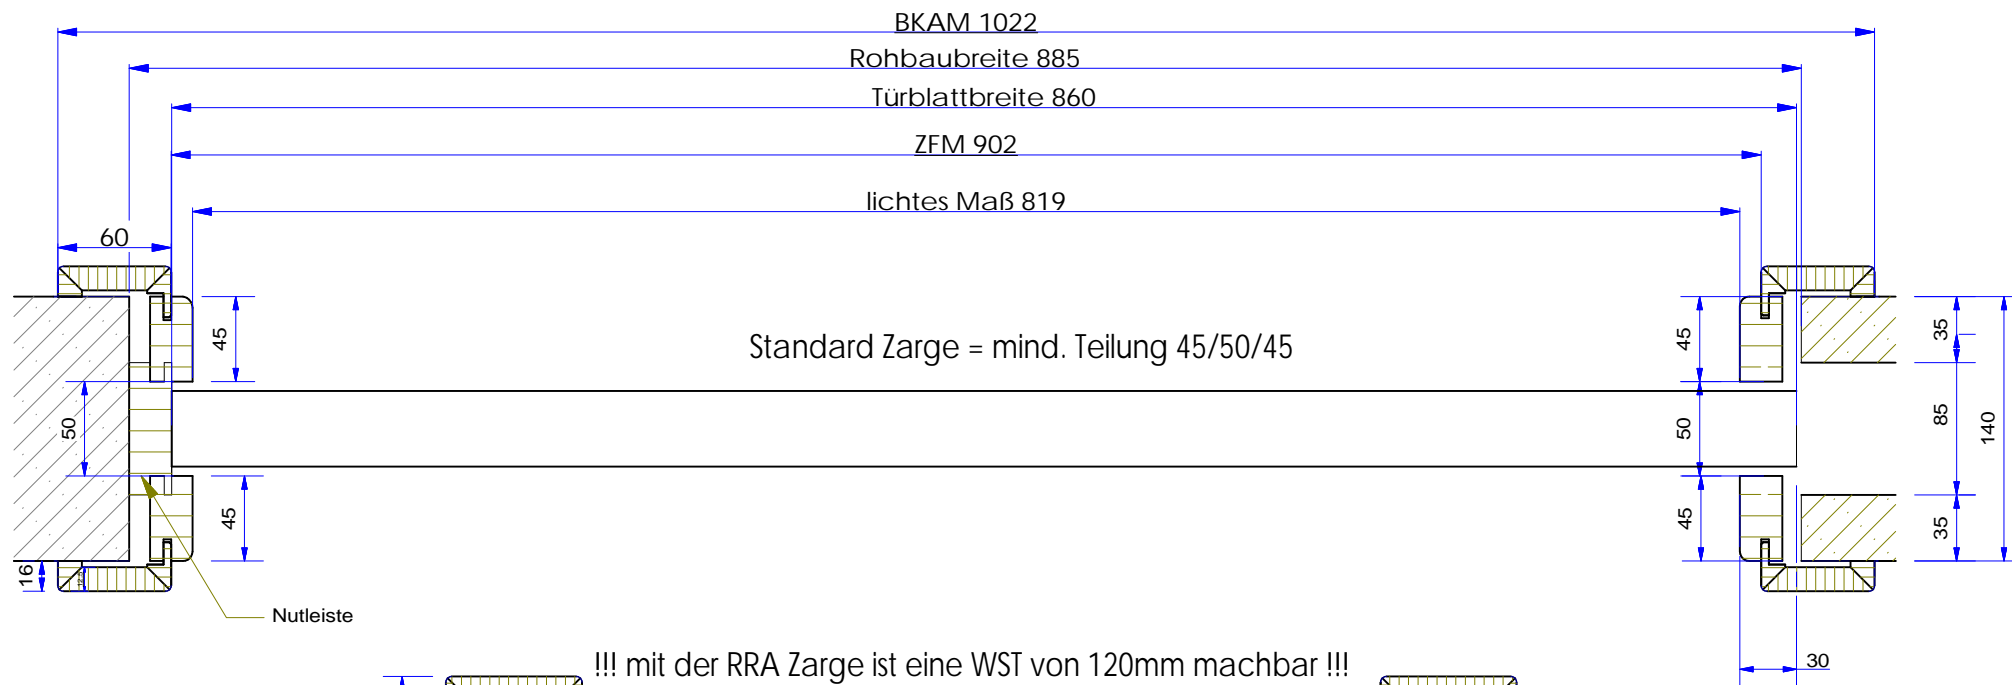 BKAM 1022
Rohbaubreite 885
Türblattbreite 860
ZFM 902
lichtes Maß 819
60
45
45
35
Standard Zarge = mind. Teilung 45/50/45
50
50
85
140
45
45
35
16
12.5
Nutleiste
!!! mit der RRA Zarge ist eine WST von 120mm machbar !!!
30